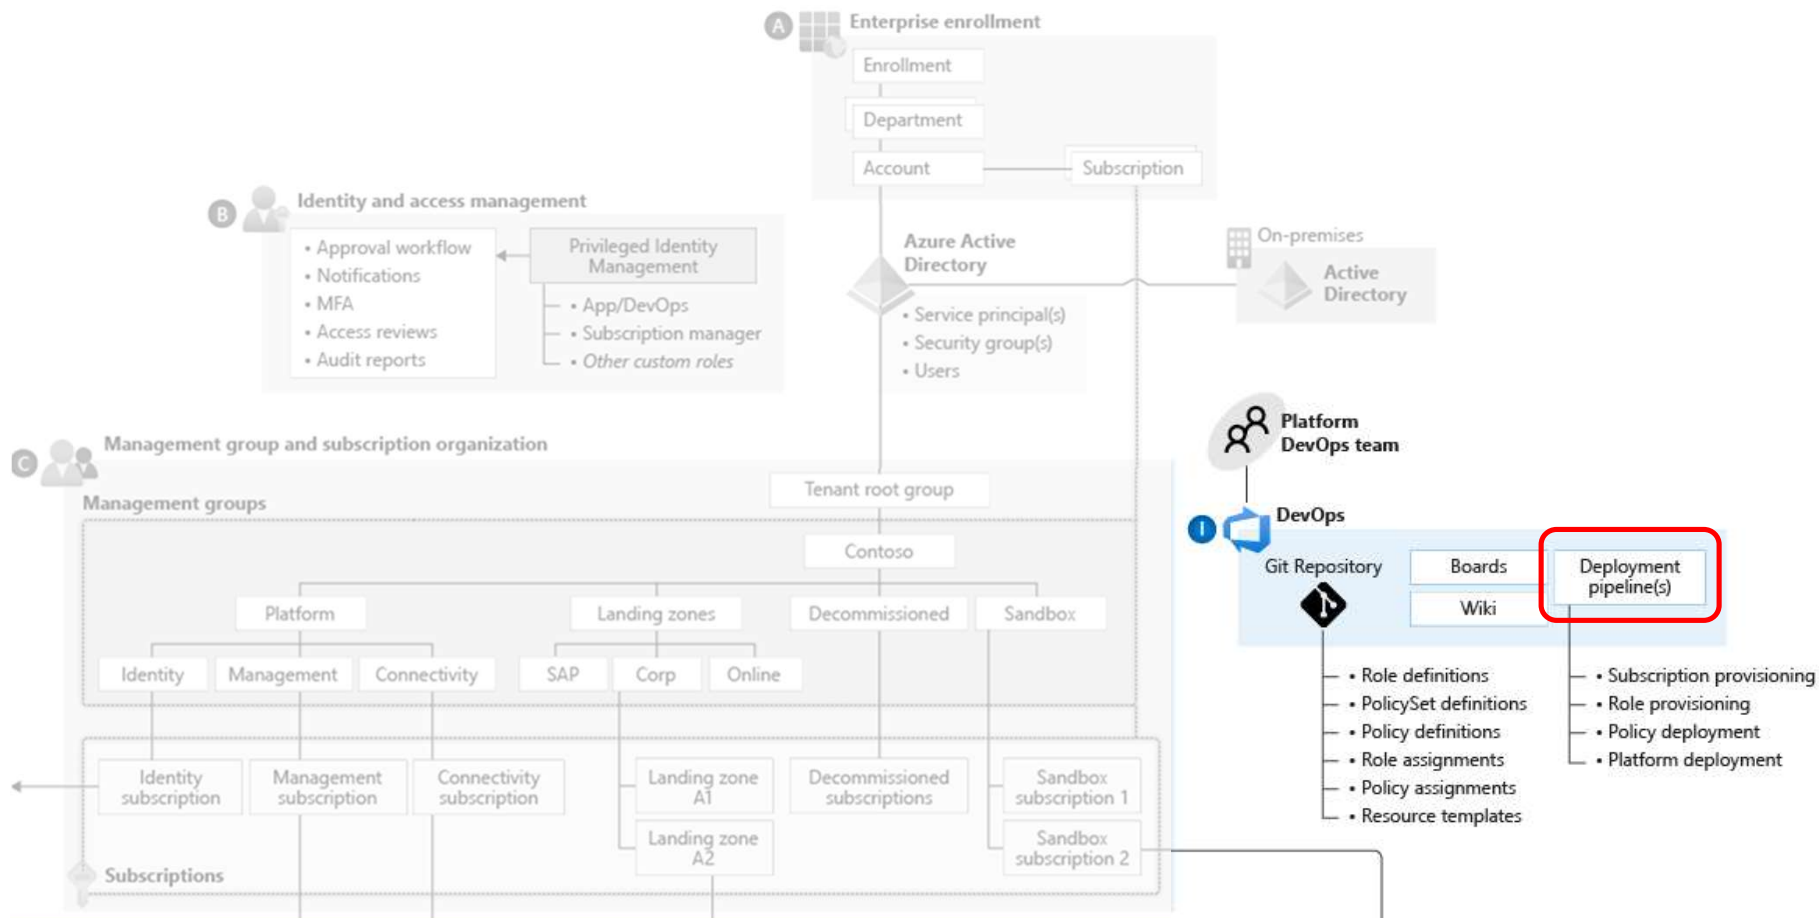 A
Enterprise enrollment
Enrollment
Department
Account
Subscription
B
Identity and access management
• Approval workflow
• Notifications
• MFA
• Access reviews
• Audit reports
Privileged Identity
Management
• App/DevOps
• Subscription manager
• Other custom roles
Azure Active
Directory
• Service principal(s)
• Security group(s)
• Users
On-premises
Active
Directory
Platform
DevOps team
C
Management group and subscription organization
Management groups
Tenant root group
Contoso
Platform
Landing zones
Decommissioned
Sandbox
Identity
Management
Connectivity
SAP
Corp
Online
Identity
subscription
Management
subscription
Connectivity
subscription
Landing zone
A1
Decommissioned
subscriptions
Sandbox
subscription 1
Landing zone
A2
Sandbox
subscription 2
Subscriptions
I
DevOps
Git Repository
Boards
Wiki
Deployment
pipeline(s)
• Role definitions
• PolicySet definitions
• Policy definitions
• Role assignments
• Policy assignments
• Resource templates
• Subscription provisioning
• Role provisioning
• Policy deployment
• Platform deployment